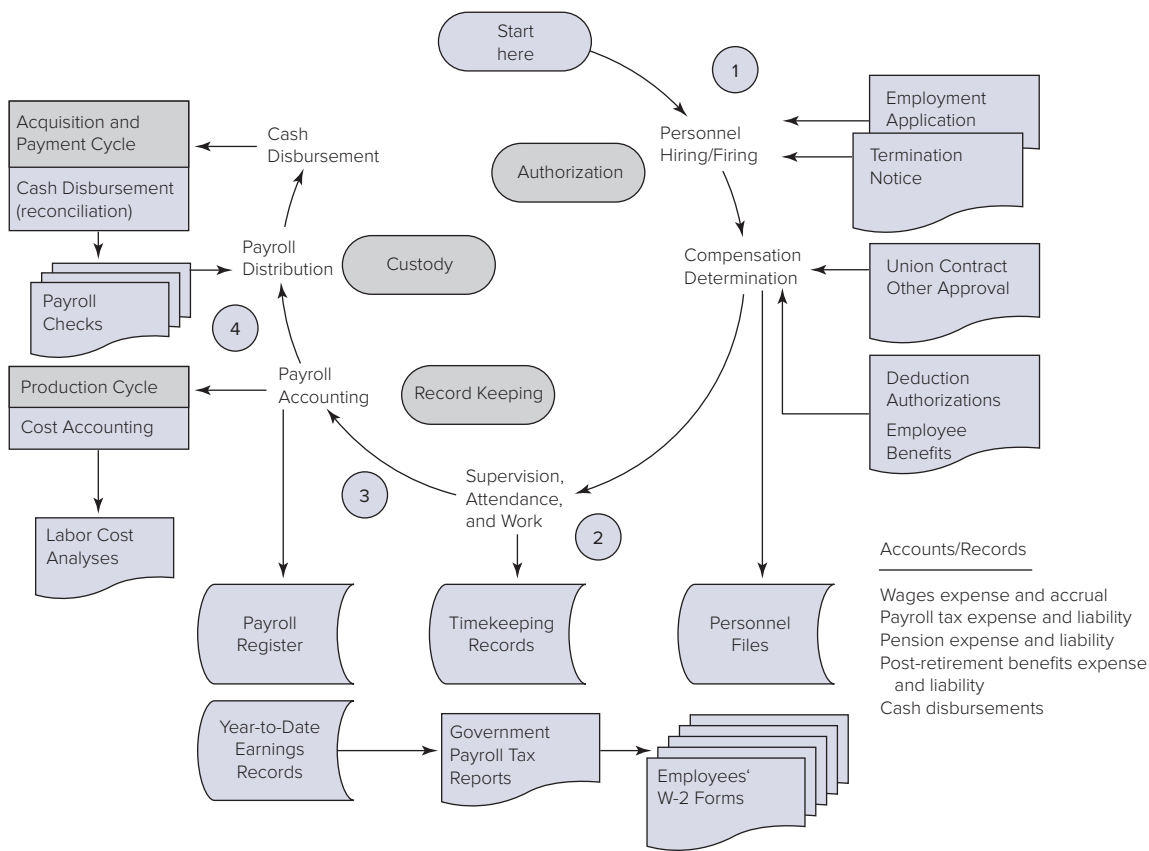 Start
here
1
Employment
Application
Termination
Notice
Personnel
Hiring/Firing
Authorization
Acquisition and
Payment Cycle
Cash Disbursement
(reconciliation)
Cash
Disbursement
Payroll
Distribution
Custody
Compensation
Determination
Union Contract
Other Approval
Payroll
Checks
4
Deduction
Authorizations
Employee
Benefits
Production Cycle
Cost Accounting
Payroll
Accounting
Record Keeping
3
Supervision,
Attendance,
and Work
2
Labor Cost
Analyses
Payroll
Register
Timekeeping
Records
Personnel
Files
Accounts/Records
Wages expense and accrual
Payroll tax expense and liability
Pension expense and liability
Post-retirement benefits expense
and liability
Cash disbursements
Year-to-Date
Earnings
Records
Government
Payroll Tax
Reports
Employees‘
W-2 Forms